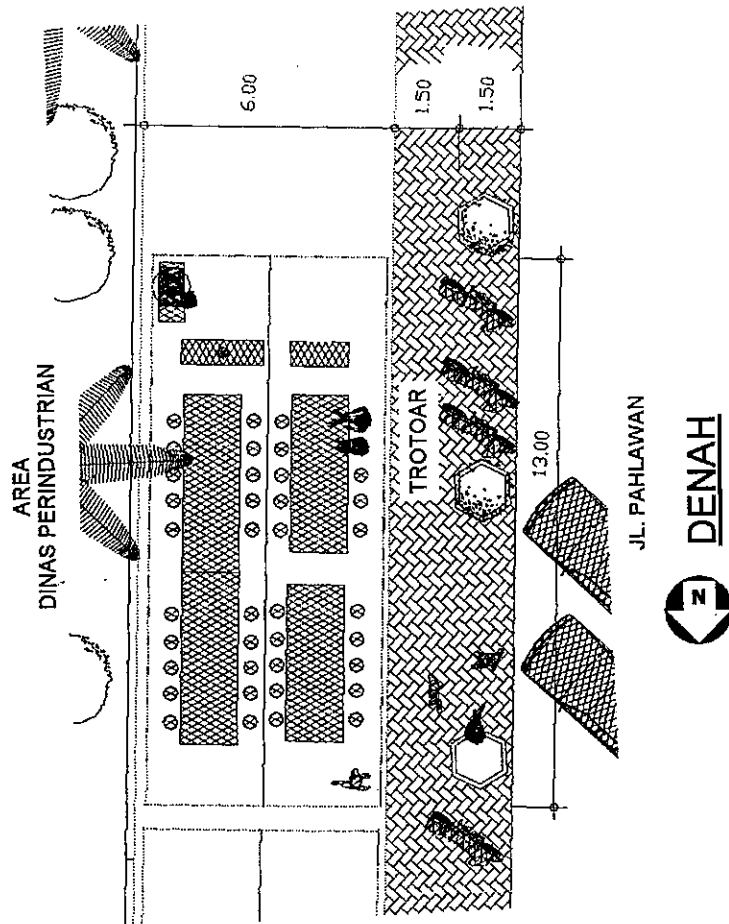 AREA
DINAS PERINDUSTRIAN
6.00
1.50
1.50
TROTOAR
13.00
JL. PAHLAWAN
N
DENAH